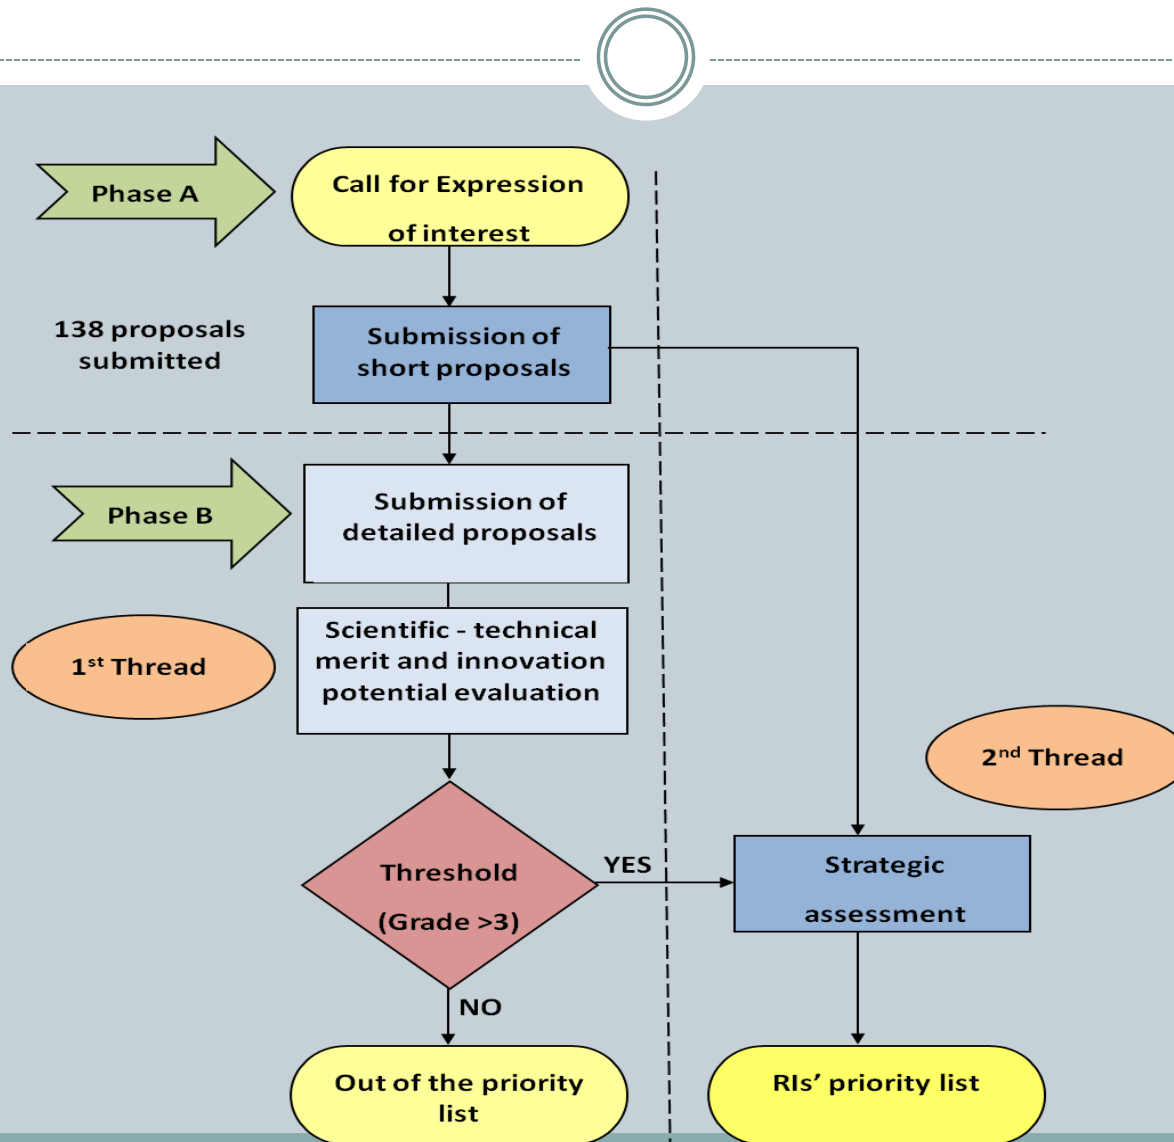 Phase A
Call for Expression
of interest
138 proposals
submitted
Submission of
short proposals
Phase B
Submission of
detailed proposals
1st Thread
Scientific - technical
merit and innovation
potential evaluation
2nd Thread
Threshold
(Grade >3)
YES
Strategic
assessment
NO
Out of the priority
list
RIs’ priority list